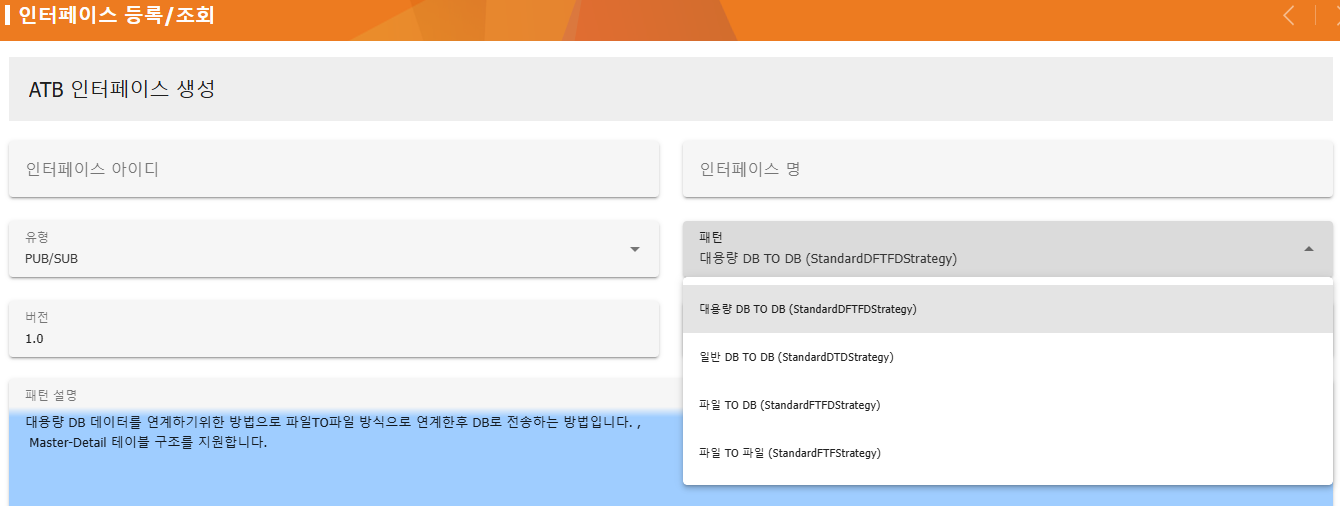 인터페이스 등록/조회
ATB 인터페이스 생성
인터페이스 아이디
인터페이스 명
유형
PUB/SUB
패턴
대용량 DB TO DB (StandardDFTFDStrategy)
버전
1.0
대용량 DB TO DB (StandardDFTFDStrategy)
일반 DB TO DB (StandardDTDStrategy)
파일 TO DB (StandardFTFDStrategy)
파일 TO 파일 (StandardFTFStrategy)
패턴 설명
대용량 DB 데이터를 연계하기위한 방법으로 파일TO파일 방식으로 연계한후 DB로 전송하는 방법입니다. ,
Master-Detail 테이블 구조를 지원합니다.